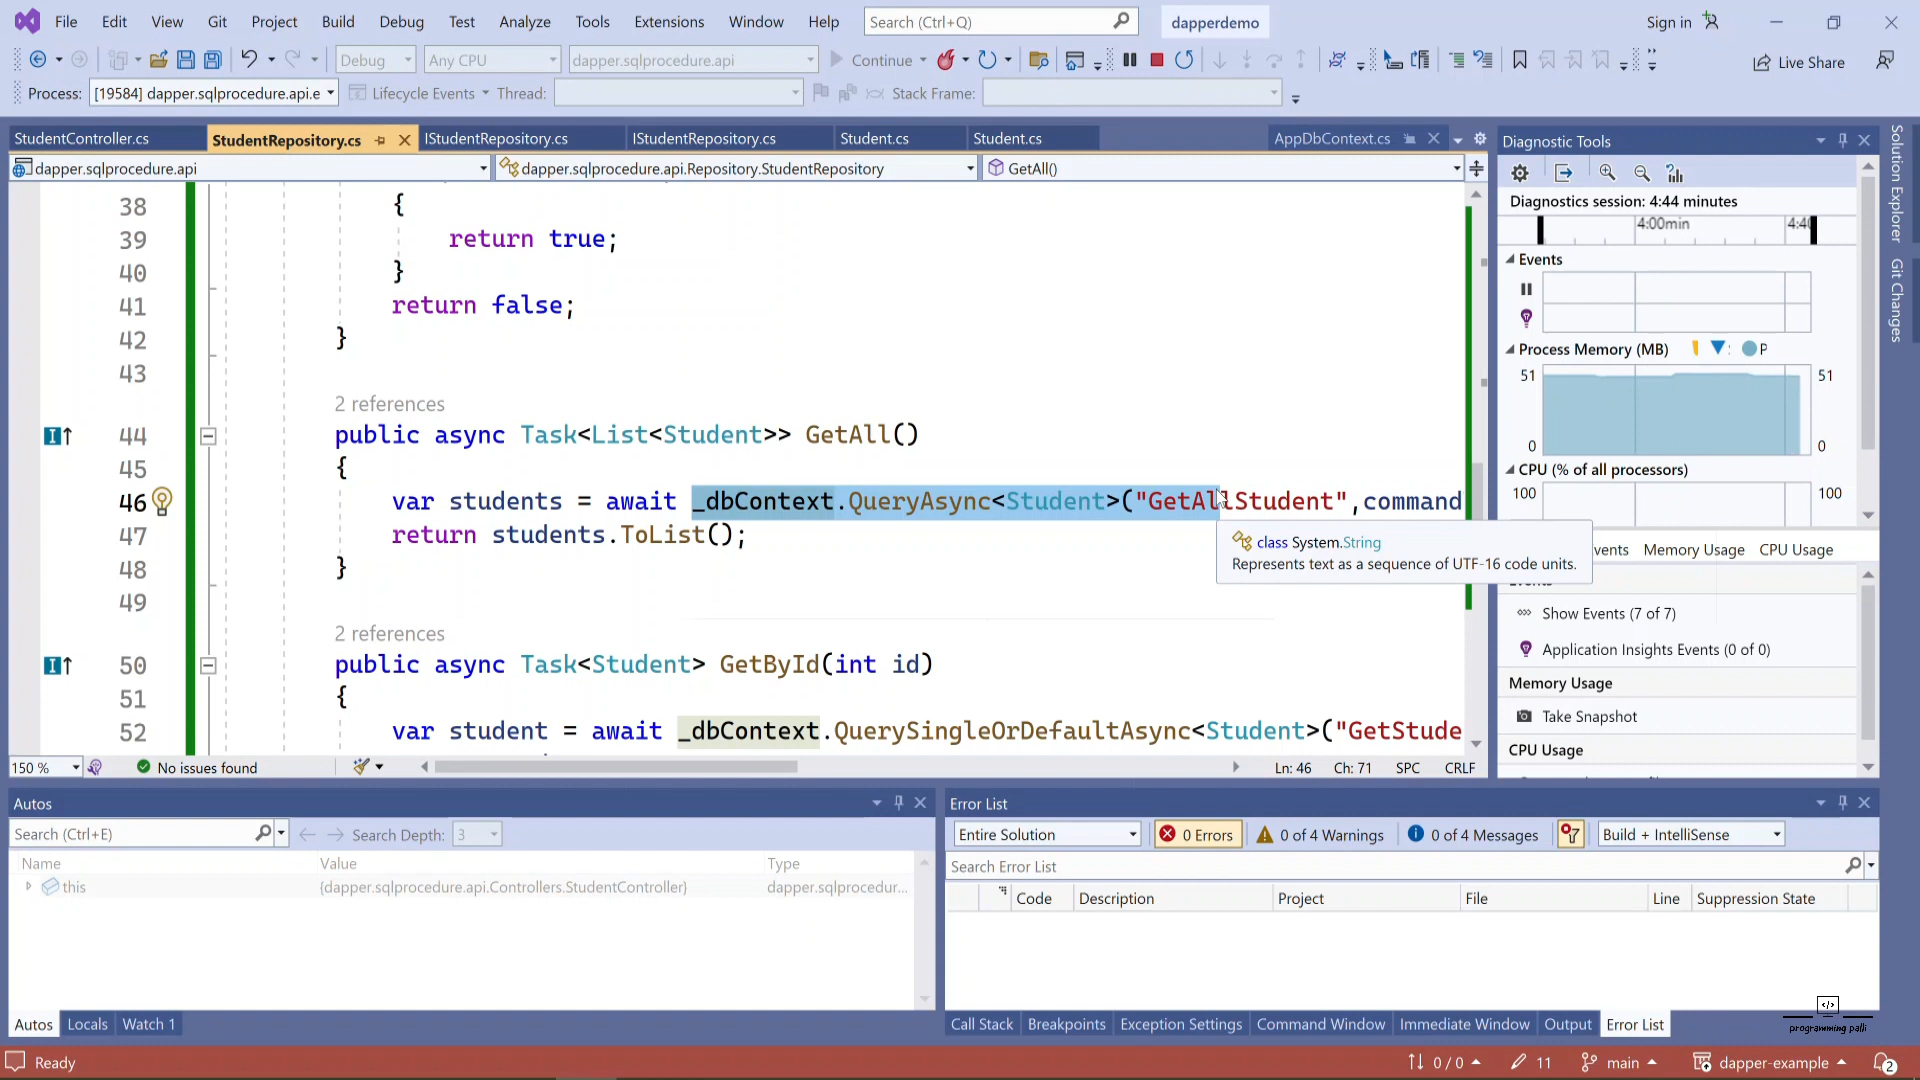 File Edit View Git Project Build Debug Test Analyze Tools Extensions Window Help Search (Ctrl+Q) dapperdemo Sign in
Debug Any CPU dapper.sqlprocedure.api Continue Live Share
Process: [19584] dapper.sqlprocedure.api.e Lifecycle Events Thread: Stack Frame:
StudentController.cs StudentRepository.cs IStudentRepository.cs IStudentRepository.cs Student.cs Student.cs AppDbContext.cs
dapper.sqlprocedure.api dapper.sqlprocedure.api.Repository.StudentRepository GetAll()
38 {
39 return true;
40 }
41 return false;
42 }
43
2 references
44 public async Task<List<Student>> GetAll()
45 {
46 var students = await _dbContext.QueryAsync<Student>("GetAllStudent",command
47 return students.ToList();
48 }
49
class System.String
Represents text as a sequence of UTF-16 code units.
2 references
50 public async Task<Student> GetById(int id)
51 {
52 var student = await _dbContext.QuerySingleOrDefaultAsync<Student>("GetStude
150 % No issues found Ln: 46 Ch: 71 SPC CRLF
Diagnostic Tools
Diagnostics session: 4:44 minutes
4:00min 4:4
Events
Process Memory (MB) P
51 51
0 0
CPU (% of all processors)
100 100
vents Memory Usage CPU Usage
Show Events (7 of 7)
Application Insights Events (0 of 0)
Memory Usage
Take Snapshot
CPU Usage
Solution Explorer
Git Changes
Autos
Search (Ctrl+E) Search Depth: 3
Name Value Type
this {dapper.sqlprocedure.api.Controllers.StudentController} dapper.sqlprocedur...
Autos Locals Watch 1
Error List
Entire Solution 0 Errors 0 of 4 Warnings 0 of 4 Messages Build + IntelliSense
Search Error List
Code Description Project File Line Suppression State
Call Stack Breakpoints Exception Settings Command Window Immediate Window Output Error List
programming palli
Ready 0 / 0 11 main dapper-example 2